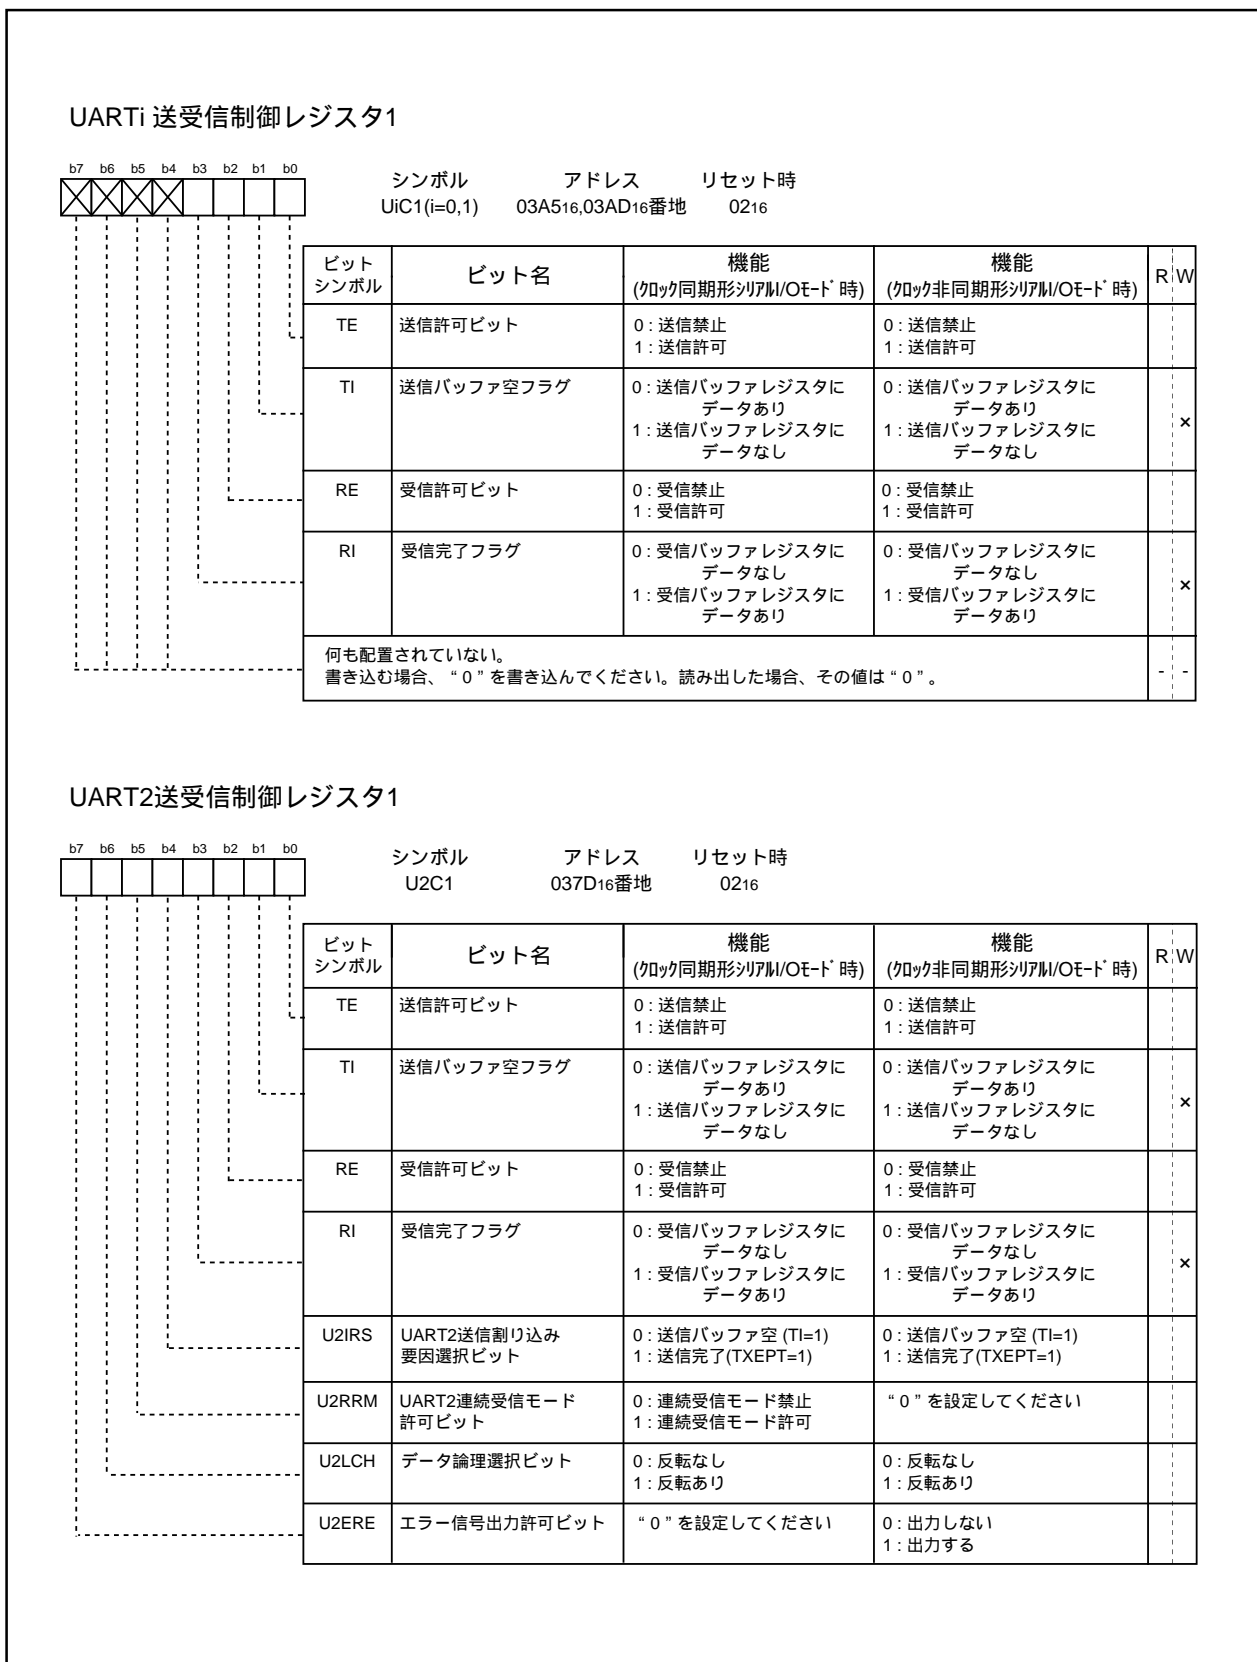 UARTi 送受信制御レジスタ1
b7 b6 b5 b4 b3 b2 b1 b0
シンボル アドレス リセット時
UiC1(i=0,1) 03A516,03AD16番地 0216
ビット シンボル ビット名 機能 (クロック同期形シリアルI/Oモード時) 機能 (クロック非同期形シリアルI/Oモード時) R W
TE 送信許可ビット 0 : 送信禁止 0 : 送信禁止
1 : 送信許可 1 : 送信許可
TI 送信バッファ空フラグ 0 : 送信バッファレジスタに 0 : 送信バッファレジスタに
データあり データあり
1 : 送信バッファレジスタに 1 : 送信バッファレジスタに ×
データなし データなし
RE 受信許可ビット 0 : 受信禁止 0 : 受信禁止
1 : 受信許可 1 : 受信許可
RI 受信完了フラグ 0 : 受信バッファレジスタに 0 : 受信バッファレジスタに
データなし データなし
1 : 受信バッファレジスタに 1 : 受信バッファレジスタに ×
データあり データあり
何も配置されていない。
書き込む場合、“ 0 ” を書き込んでください。読み出した場合、その値は “ 0 ” 。 - -
UART2送受信制御レジスタ1
b7 b6 b5 b4 b3 b2 b1 b0
シンボル アドレス リセット時
U2C1 037D16番地 0216
ビット シンボル ビット名 機能 (クロック同期形シリアルI/Oモード時) 機能 (クロック非同期形シリアルI/Oモード時) R W
TE 送信許可ビット 0 : 送信禁止 0 : 送信禁止
1 : 送信許可 1 : 送信許可
TI 送信バッファ空フラグ 0 : 送信バッファレジスタに 0 : 送信バッファレジスタに
データあり データあり
1 : 送信バッファレジスタに 1 : 送信バッファレジスタに ×
データなし データなし
RE 受信許可ビット 0 : 受信禁止 0 : 受信禁止
1 : 受信許可 1 : 受信許可
RI 受信完了フラグ 0 : 受信バッファレジスタに 0 : 受信バッファレジスタに
データなし データなし
1 : 受信バッファレジスタに 1 : 受信バッファレジスタに ×
データあり データあり
U2IRS UART2送信割り込み 0 : 送信バッファ空 (TI=1) 0 : 送信バッファ空 (TI=1)
要因選択ビット 1 : 送信完了(TXEPT=1) 1 : 送信完了(TXEPT=1)
U2RRM UART2連続受信モード 0 : 連続受信モード禁止 “ 0 ” を設定してください
許可ビット 1 : 連続受信モード許可
U2LCH データ論理選択ビット 0 : 反転なし 0 : 反転なし
1 : 反転あり 1 : 反転あり
U2ERE エラー信号出力許可ビット “ 0 ” を設定してください 0 : 出力しない
1 : 出力する